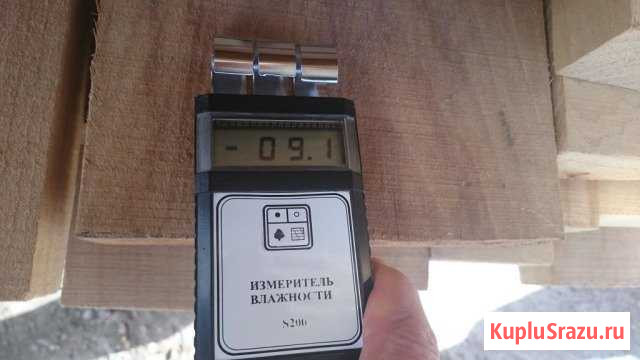 - 09.1
ИЗМЕРИТЕЛЬ
ВЛАЖНОСТИ
S206
KupluSrazu.ru